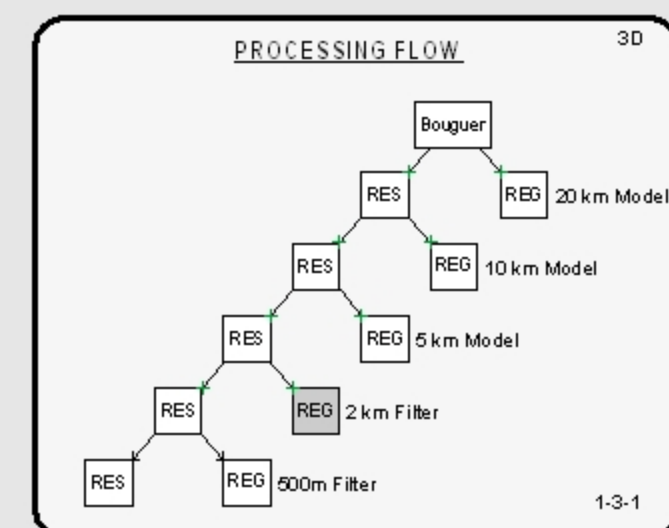 3D
PROCESSING FLOW
Bouguer
RES REG 20 km Model
RES REG 10 km Model
RES REG 5 km Model
RES REG 2 km Filter
RES REG 500m Filter
1-3-1